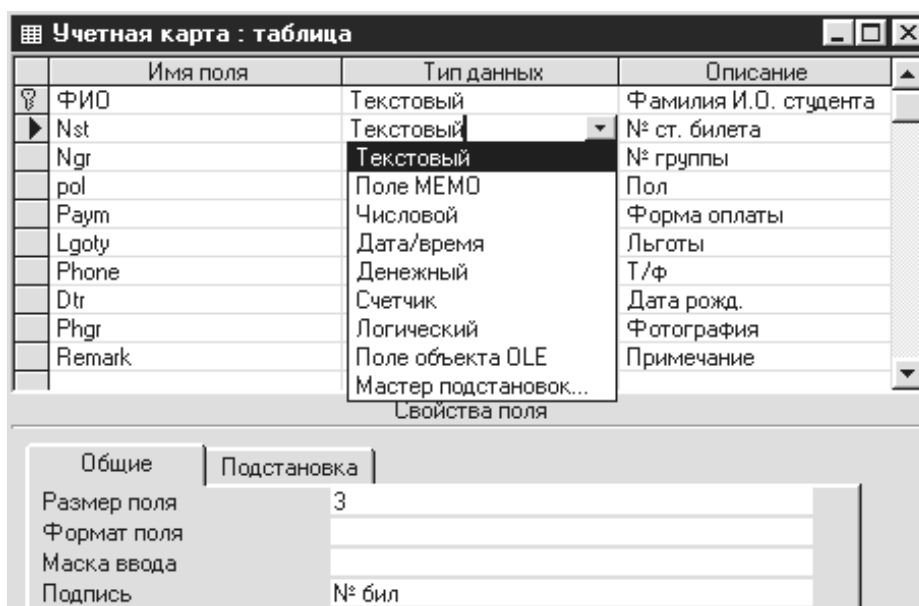 Учетная карта : таблица
Имя поля Тип данных Описание
ФИО Текстовый Фамилия И.О. студента
Nst Текстовый № ст. билета
Ngr Текстовый № группы
pol Поле МЕМО Пол
Paym Числовой Форма оплаты
Lgoty Дата/время Льготы
Phone Денежный Т/ф
Dtr Счетчик Дата рожд.
Phgr Логический Фотография
Remark Поле объекта OLE Примечание
Мастер подстановок...
Свойства поля
Общие Подстановка
Размер поля 3
Формат поля
Маска ввода
Подпись № бил